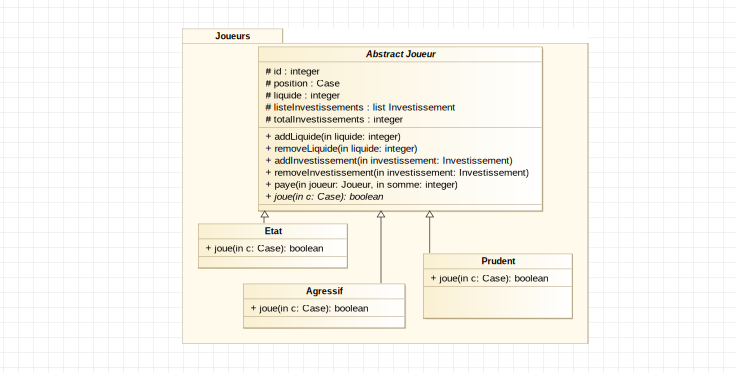 Joueurs
Abstract Joueur
# id : integer
# position : Case
# liquide : integer
# listeInvestissements : list Investissement
# totalInvestissements : integer
+ addLiquide(in liquide: integer)
+ removeLiquide(in liquide: integer)
+ addInvestissement(in investissement: Investissement)
+ removeInvestissement(in investissement: Investissement)
+ paye(in joueur: Joueur, in somme: integer)
+ joue(in c: Case): boolean
Etat
+ joue(in c: Case): boolean
Prudent
+ joue(in c: Case): boolean
Agressif
+ joue(in c: Case): boolean